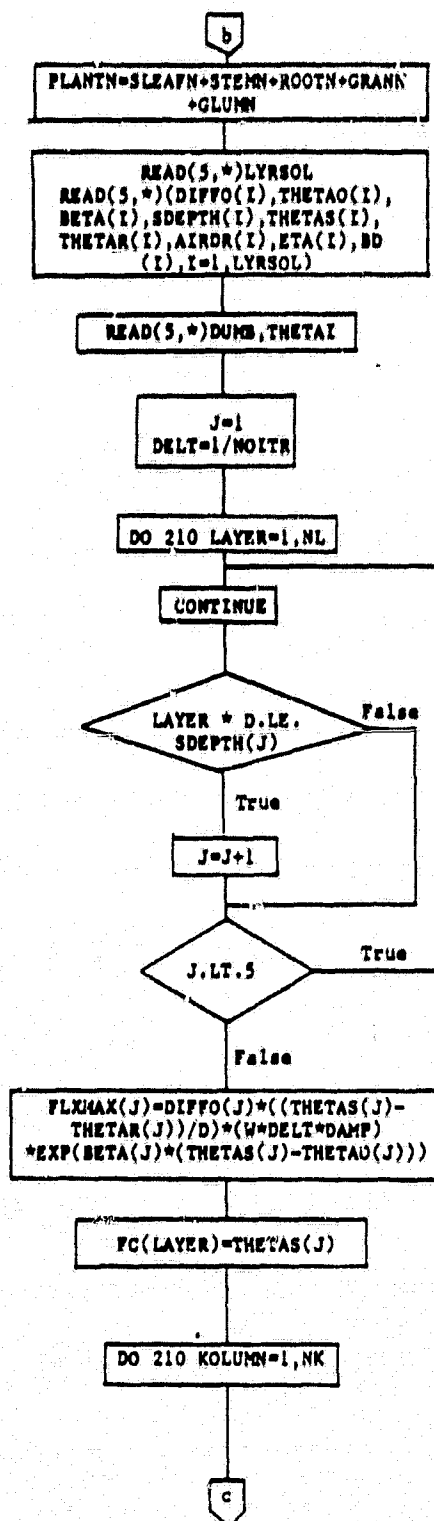 b
PLANTN=SLEAFN+STEMN+ROOTN+GRANN
+GLUMN
READ(5,*)LYRSOL
READ(5,*)(DIFFO(I),THETAO(I),
BETA(I),SDEPTH(I),THETAS(I),
THETAR(I),AIRDR(I),ETA(I),BD
(I),I=1,LYRSOL)
READ(5,*)DUMB,THETAI
J=1
DELT=1/NOITR
DO 210 LAYER=1,NL
CONTINUE
LAYER * D.LE.
SDEPTH(J)
False
True
J=J+1
J.LT.5
True
False
FLXMAX(J)=DIFFO(J)*((THETAS(J)-
THETAR(J))/D)*(W*DELT*DAMP)
*EXP(BETA(J)*(THETAS(J)-THETAO(J)))
FC(LAYER)=THETAS(J)
DO 210 KOLUMN=1,NK
c